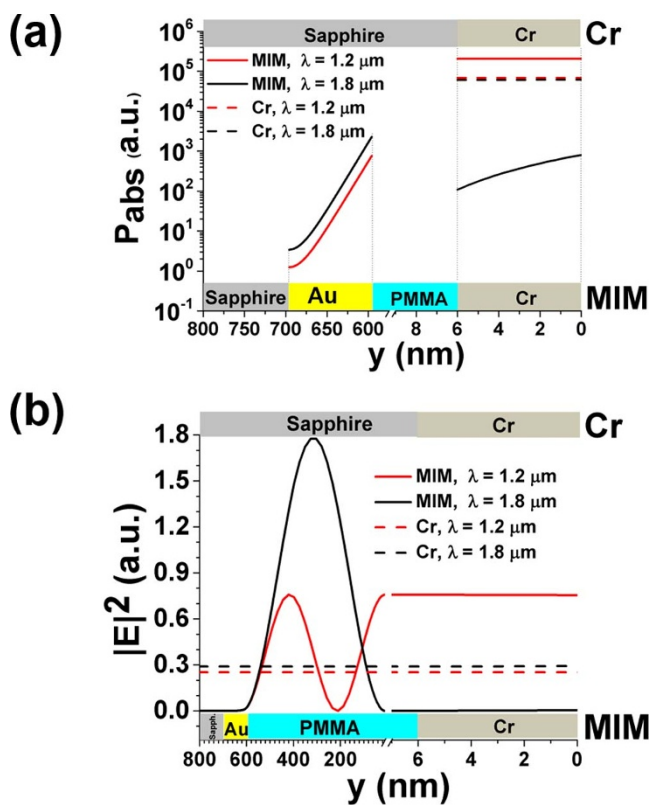 (a)
Sapphire Cr Cr
10^6
10^5
10^4
10^3
10^2
10^1
10^0
10^-1
Pabs (a.u.)
MIM, λ = 1.2 μm
MIM, λ = 1.8 μm
Cr, λ = 1.2 μm
Cr, λ = 1.8 μm
Sapphire Au PMMA Cr MIM
800 750 700 650 600 8 6 4 2 0
y (nm)
(b)
Sapphire Cr Cr
1.8
1.5
1.2
0.9
0.6
0.3
0.0
|E|^2 (a.u.)
MIM, λ = 1.2 μm
MIM, λ = 1.8 μm
Cr, λ = 1.2 μm
Cr, λ = 1.8 μm
Sapph. Au PMMA Cr MIM
800 600 400 200 6 4 2 0
y (nm)